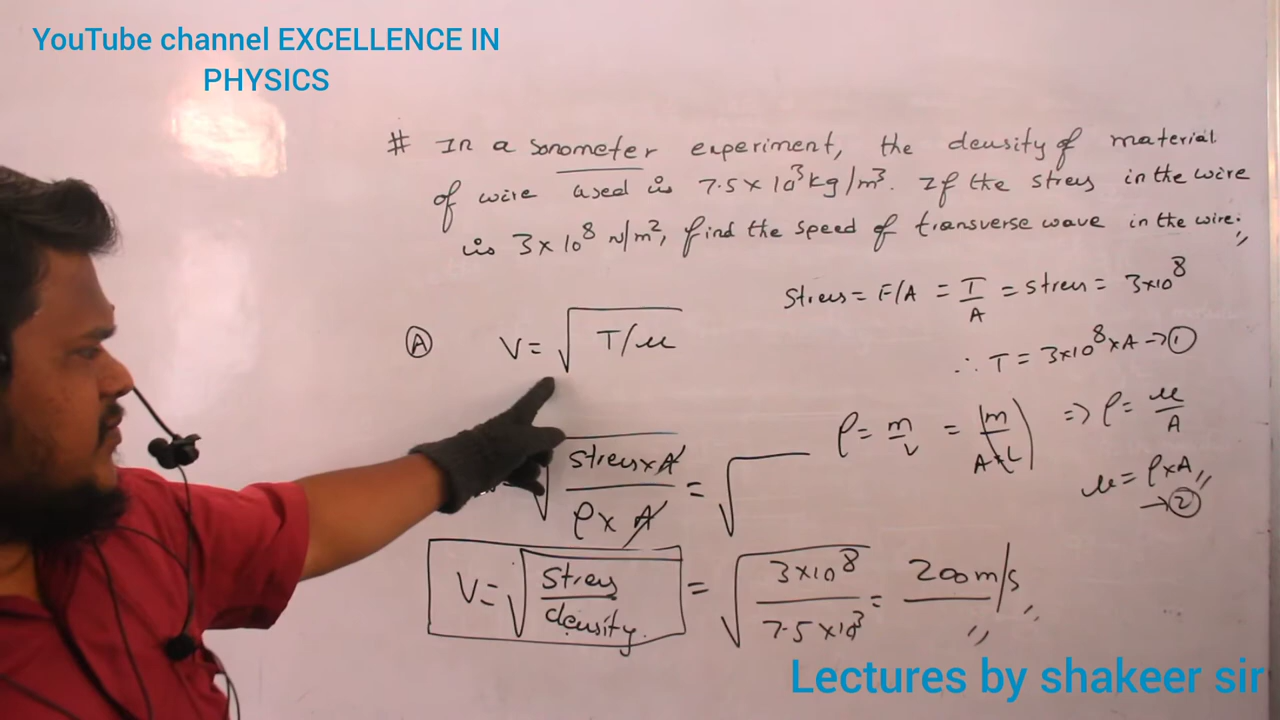 YouTube channel EXCELLENCE IN
PHYSICS
# In a sonometer experiment, the density of material
of wire used is 7.5 × 10³ kg/m³. If the stress in the wire
is 3 × 10⁸ N/m², find the speed of transverse wave in the wire.
Stress = F/A = T/A = stress = 3×10⁸
Ⓐ V = √(T/μ)
∴ T = 3×10⁸ × A → ①
ρ = m/v = (m/(A×L)) => ρ = μ/A
√((stress × A)/(ρ × A)) = √
μ = ρ×A
→ ②
V = √(stress/density) = √(3×10⁸/7.5×10³) = 200 m/s
Lectures by shakeer sir